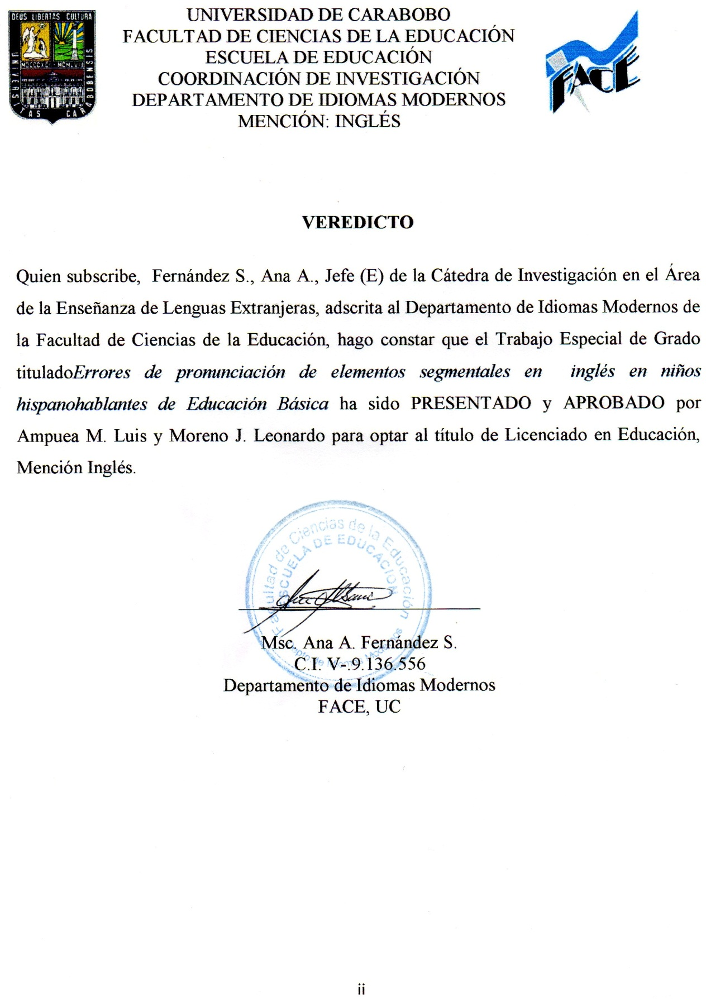 DEUS LIBERTAS CULTURA
UNIVERSITAS CARABOBENSIS
UNIVERSIDAD DE CARABOBO
FACULTAD DE CIENCIAS DE LA EDUCACIÓN
ESCUELA DE EDUCACIÓN
COORDINACIÓN DE INVESTIGACIÓN
DEPARTAMENTO DE IDIOMAS MODERNOS
MENCIÓN: INGLÉS
FACE
VEREDICTO
Quien subscribe, Fernández S., Ana A., Jefe (E) de la Cátedra de Investigación en el Área
de la Enseñanza de Lenguas Extranjeras, adscrita al Departamento de Idiomas Modernos de
la Facultad de Ciencias de la Educación, hago constar que el Trabajo Especial de Grado
tituladoErrores de pronunciación de elementos segmentales en inglés en niños
hispanohablantes de Educación Básica ha sido PRESENTADO y APROBADO por
Ampuea M. Luis y Moreno J. Leonardo para optar al título de Licenciado en Educación,
Mención Inglés.
Facultad de Ciencias de la Educación
ESCUELA DE EDUCACIÓN
Depto de Idiomas Modernos
Msc. Ana A. Fernández S.
C.I. V-.9.136.556
Departamento de Idiomas Modernos
FACE, UC
ii